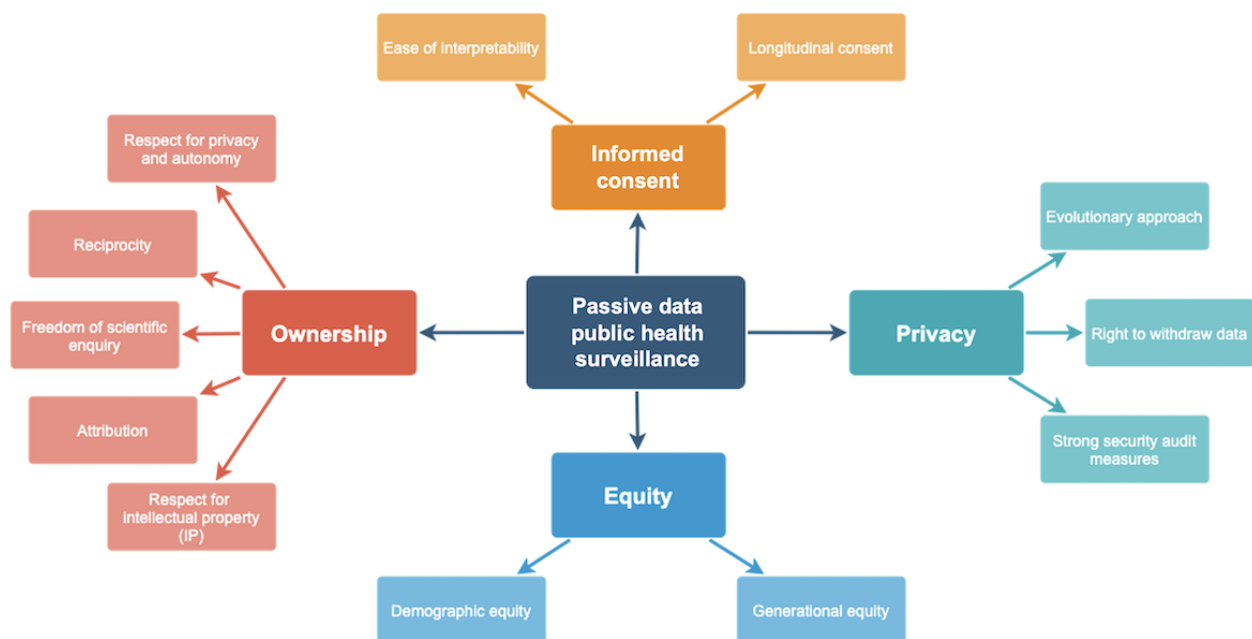 Ease of interpretability
Longitudinal consent
Informed
consent
Respect for privacy
and autonomy
Reciprocity
Freedom of scientific
enquiry
Attribution
Respect for
intellectual property
(IP)
Ownership
Passive data
public health
surveillance
Privacy
Evolutionary approach
Right to withdraw data
Strong security audit
measures
Equity
Demographic equity
Generational equity